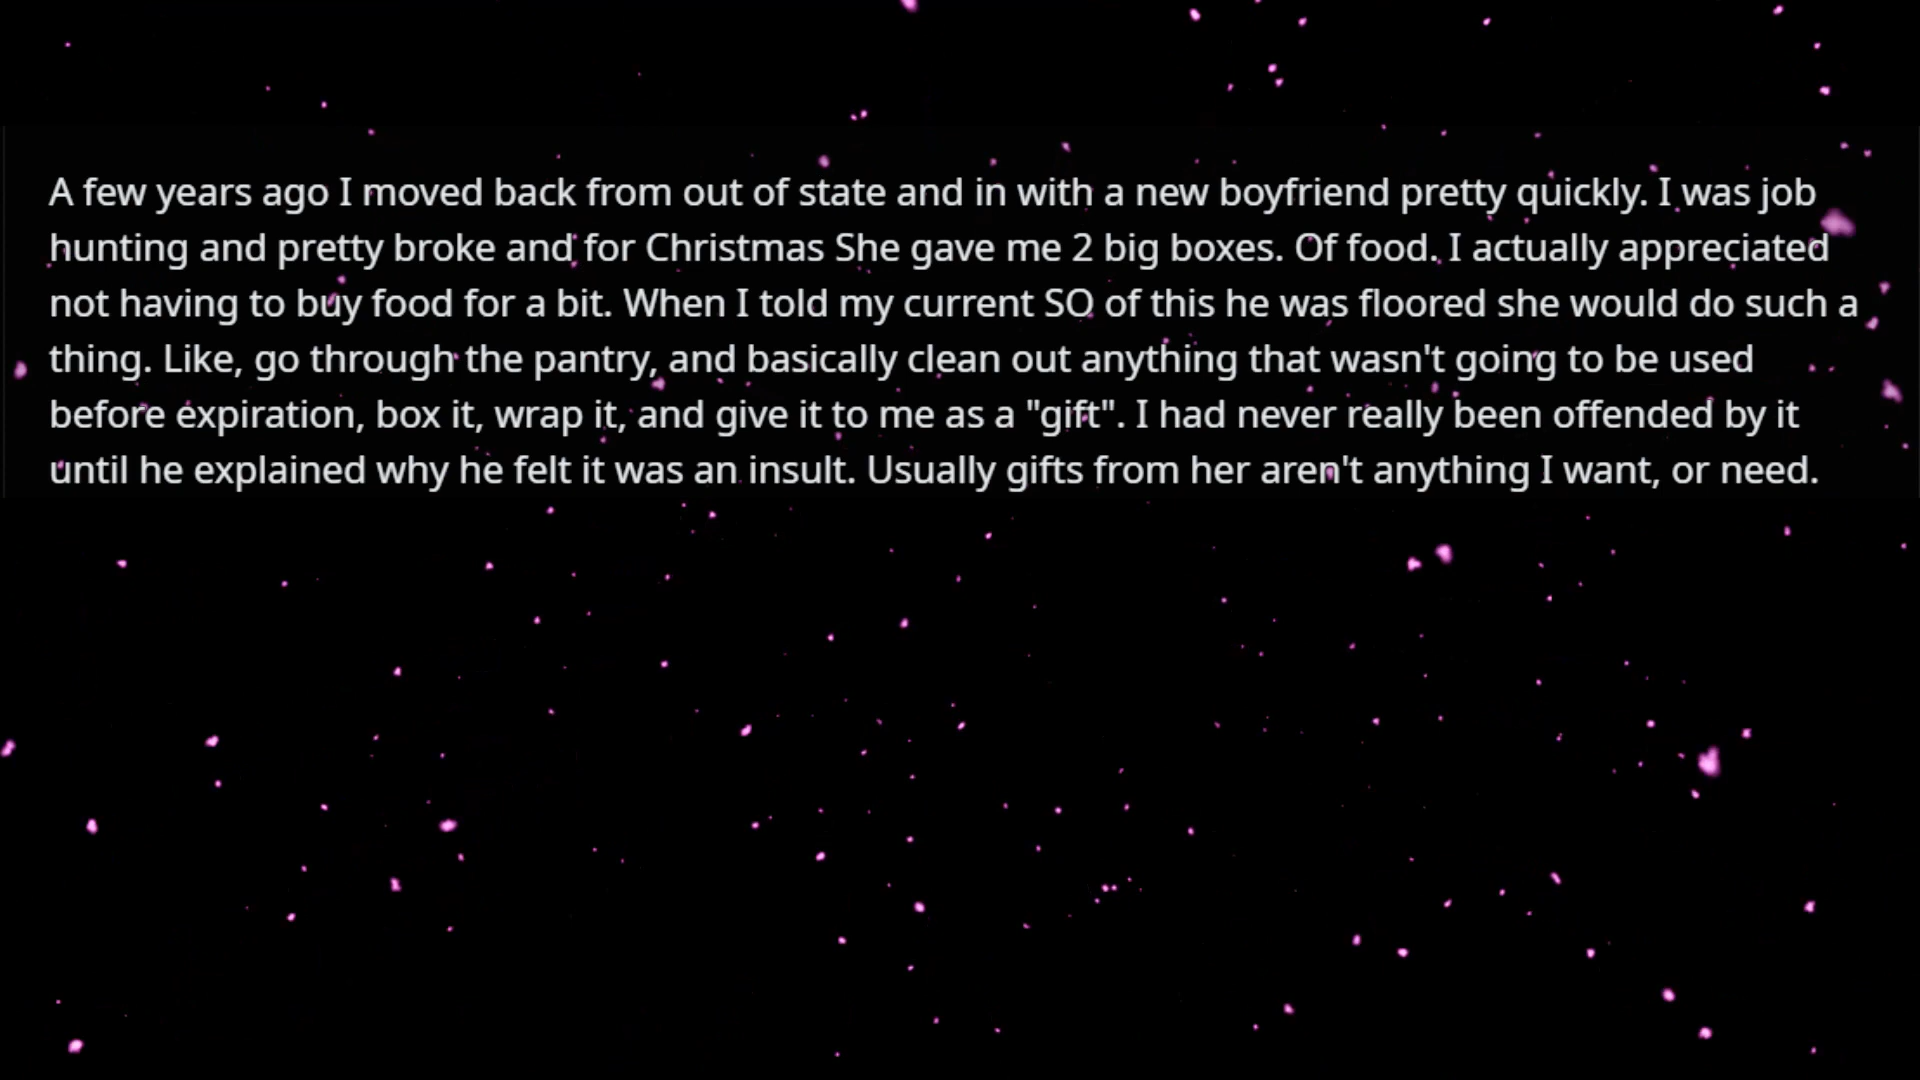 A few years ago I moved back from out of state and in with a new boyfriend pretty quickly. I was job
hunting and pretty broke and for Christmas She gave me 2 big boxes. Of food. I actually appreciated
not having to buy food for a bit. When I told my current SO of this he was floored she would do such a
thing. Like, go through the pantry, and basically clean out anything that wasn't going to be used
before expiration, box it, wrap it, and give it to me as a "gift". I had never really been offended by it
until he explained why he felt it was an insult. Usually gifts from her aren't anything I want, or need.